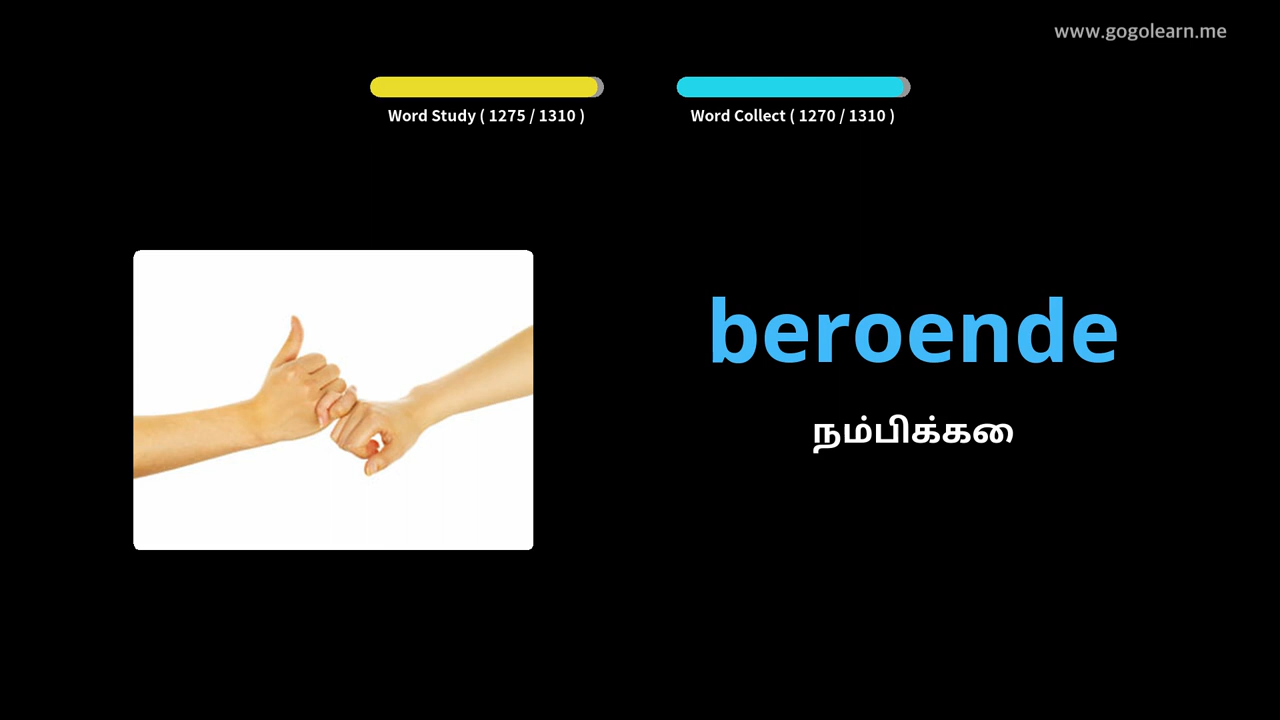 www.gogolearn.me
Word Study ( 1275 / 1310 )
Word Collect ( 1270 / 1310 )
beroende
நம்பிக்கை